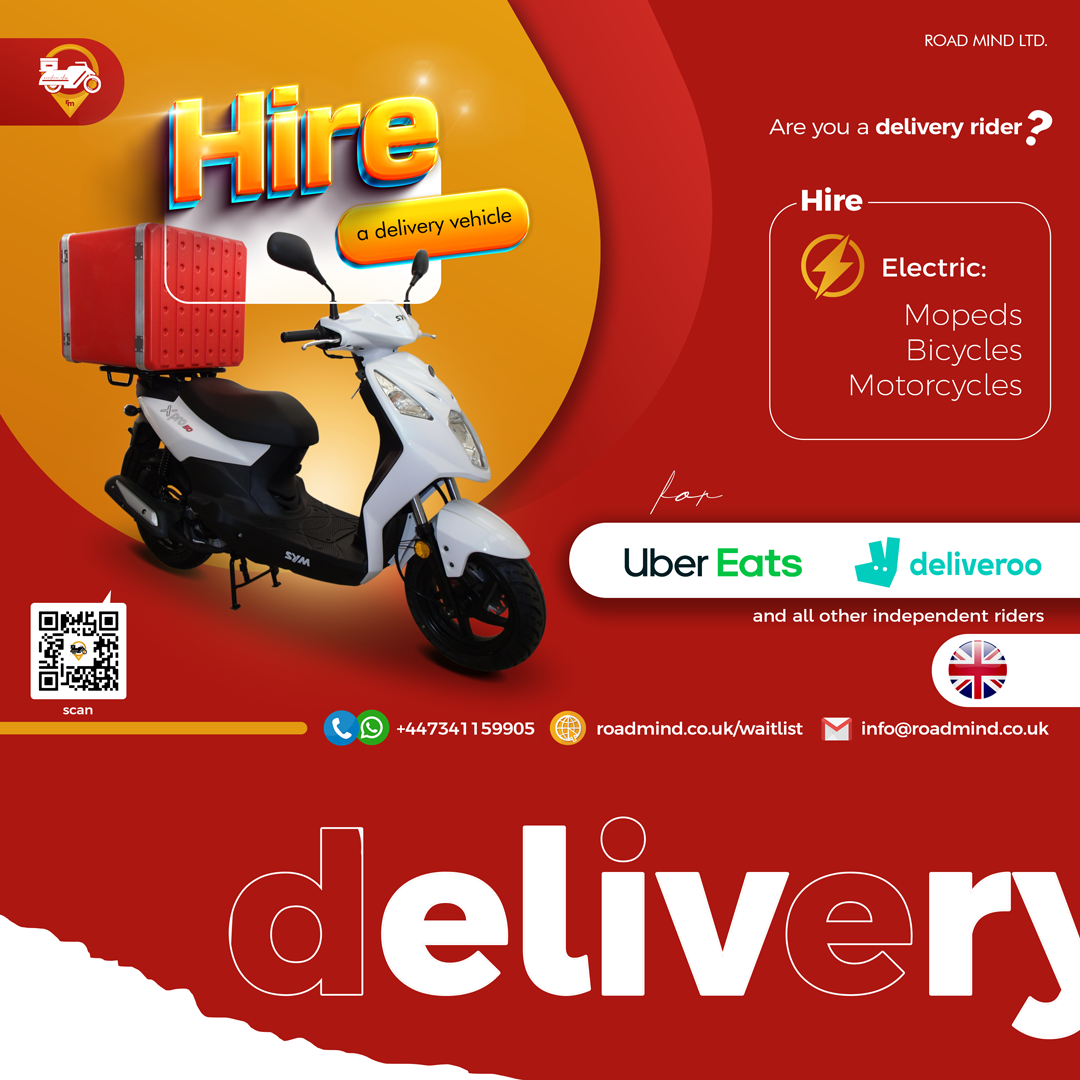 ROAD MIND LTD.
Hire
a delivery vehicle
Are you a delivery rider?
Hire
Electric:
Mopeds
Bicycles
Motorcycles
for
Uber Eats
deliveroo
and all other independent riders
SYM
SYM
scan
+447341159905
roadmind.co.uk/waitlist
info@roadmind.co.uk
delivery